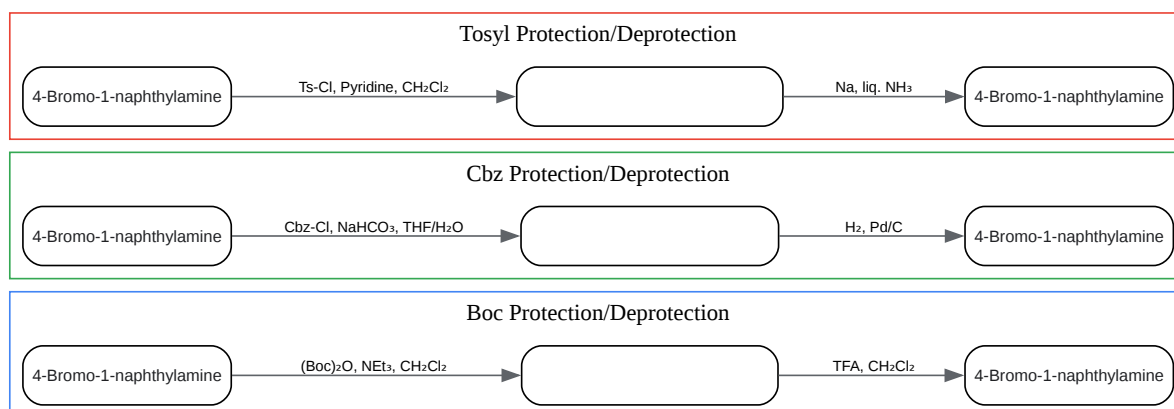 Tosyl Protection/Deprotection
4-Bromo-1-naphthylamine
Ts-Cl, Pyridine, CH₂Cl₂
Na, liq. NH₃
4-Bromo-1-naphthylamine
Cbz Protection/Deprotection
4-Bromo-1-naphthylamine
Cbz-Cl, NaHCO₃, THF/H₂O
H₂, Pd/C
4-Bromo-1-naphthylamine
Boc Protection/Deprotection
4-Bromo-1-naphthylamine
(Boc)₂O, NEt₃, CH₂Cl₂
TFA, CH₂Cl₂
4-Bromo-1-naphthylamine